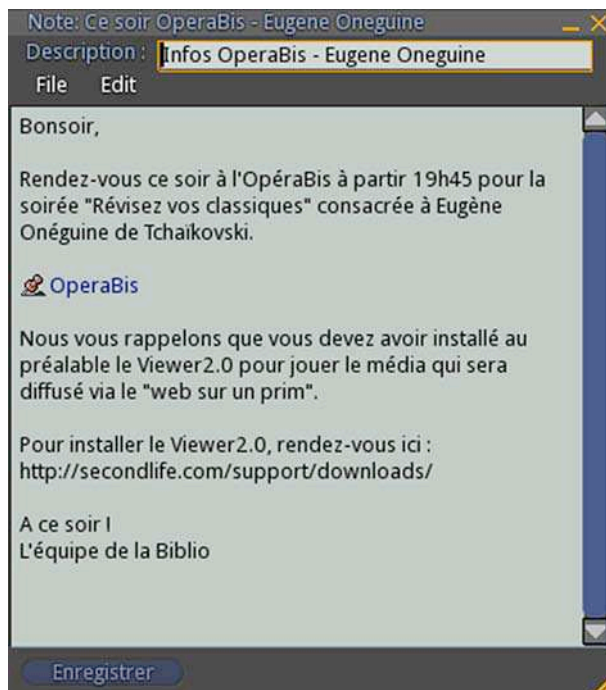 Note: Ce soir OperaBis - Eugene Oneguine
Description : Infos OperaBis - Eugene Oneguine
File Edit
Bonsoir,
Rendez-vous ce soir à l'OpéraBis à partir 19h45 pour la
soirée "Révisez vos classiques" consacrée à Eugène
Onéguine de Tchaïkovski.
OperaBis
Nous vous rappelons que vous devez avoir installé au
préalable le Viewer2.0 pour jouer le média qui sera
diffusé via le "web sur un prim".
Pour installer le Viewer2.0, rendez-vous ici :
http://secondlife.com/support/downloads/
A ce soir !
L'équipe de la Biblio
Enregistrer